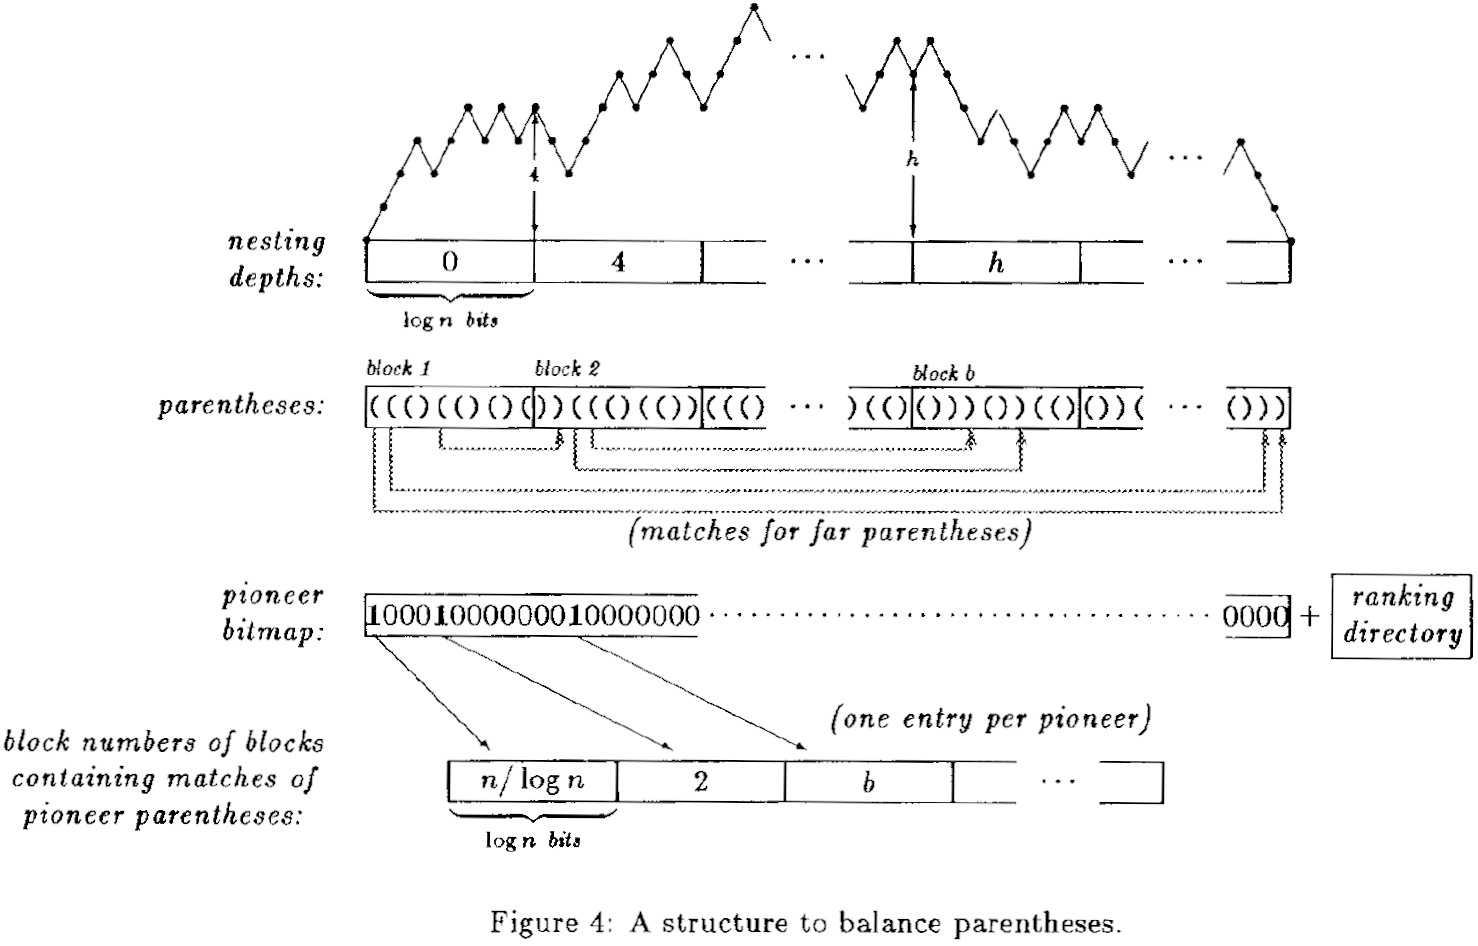 4
h
nesting
depths:
0 4 ··· h ···
log n bits
block 1 block 2 block b
parentheses: ((()(()()( ))((()(()) ((() ··· )(() ()))())(() ())( ··· ()))
(matches for far parentheses)
pioneer
bitmap:
10001000000010000000 ······························ 0000 +
ranking
directory
(one entry per pioneer)
block numbers of blocks
containing matches of
pioneer parentheses:
n/ log n 2 b ···
log n bits
Figure 4: A structure to balance parentheses.